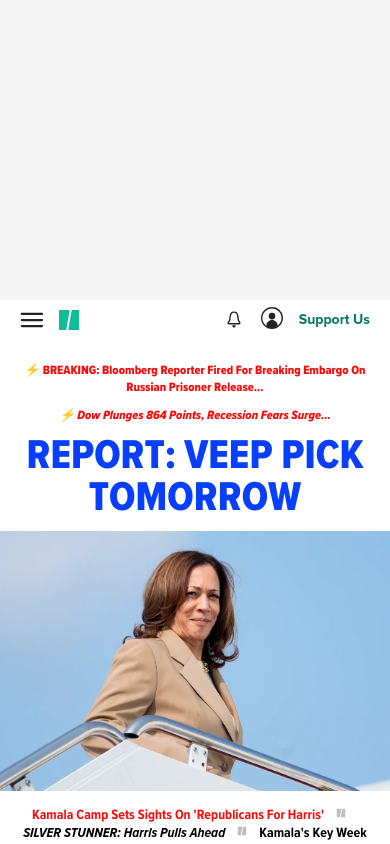 Support Us
⚡ BREAKING: Bloomberg Reporter Fired For Breaking Embargo On
Russian Prisoner Release...
⚡ Dow Plunges 864 Points, Recession Fears Surge...
REPORT: VEEP PICK
TOMORROW
Kamala Camp Sets Sights On 'Republicans For Harris'
SILVER STUNNER: Harris Pulls Ahead Kamala's Key Week